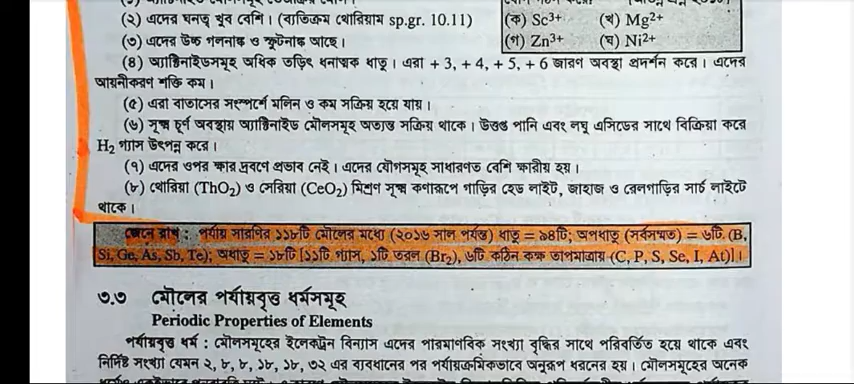 (২) এদের ঘনত্ব খুব বেশি। (ব্যতিক্রম থোরিয়াম sp.gr. 10.11)
(ক) Sc³⁺ (খ) Mg²⁺
(৩) এদের উচ্চ গলনাঙ্ক ও স্ফুটনাঙ্ক আছে।
(গ) Zn³⁺ (ঘ) Ni²⁺
(৪) অ্যাক্টিনাইডসমূহ অধিক তড়িৎ ধনাত্মক ধাতু। এরা + 3, + 4, + 5, + 6 জারণ অবস্থা প্রদর্শন করে। এদের
আয়নীকরণ শক্তি কম।
(৫) এরা বাতাসের সংস্পর্শে মলিন ও কম সক্রিয় হয়ে যায়।
(৬) সূক্ষ্ম চূর্ণ অবস্থায় অ্যাক্টিনাইড মৌলসমূহ অত্যন্ত সক্রিয় থাকে। উত্তপ্ত পানি এবং লঘু এসিডের সাথে বিক্রিয়া করে
H₂ গ্যাস উৎপন্ন করে।
(৭) এদের ওপর ক্ষার দ্রবণে প্রভাব নেই। এদের যৌগসমূহ সাধারণত বেশি ক্ষারীয় হয়।
(৮) থোরিয়া (ThO₂) ও সেরিয়া (CeO₂) মিশ্রণ সূক্ষ্ম কণারূপে গাড়ির হেড লাইট, জাহাজ ও রেলগাড়ির সার্চ লাইটে
থাকে।
জেনে রাখ : পর্যায় সারণির ১১৮টি মৌলের মধ্যে (২০১৬ সাল পর্যন্ত) ধাতু = ৯৪টি; অপধাতু (সর্বসম্মত) = ৬টি (B,
Si, Ge, As, Sb, Te); অধাতু = ১৮টি [১১টি গ্যাস, ১টি তরল (Br₂), ৬টি কঠিন কক্ষ তাপমাত্রায় (C, P, S, Se, I, At)]।
৩.৩ মৌলের পর্যায়বৃত্ত ধর্মসমূহ
Periodic Properties of Elements
পর্যায়বৃত্ত ধর্ম : মৌলসমূহের ইলেকট্রন বিন্যাস এদের পারমাণবিক সংখ্যা বৃদ্ধির সাথে পরিবর্তিত হয়ে থাকে এবং
নির্দিষ্ট সংখ্যা যেমন ২, ৮, ৮, ১৮, ১৮, ৩২ এর ব্যবধানের পর পর্যায়ক্রমিকভাবে অনুরূপ ধরনের হয়। মৌলসমূহের অনেক